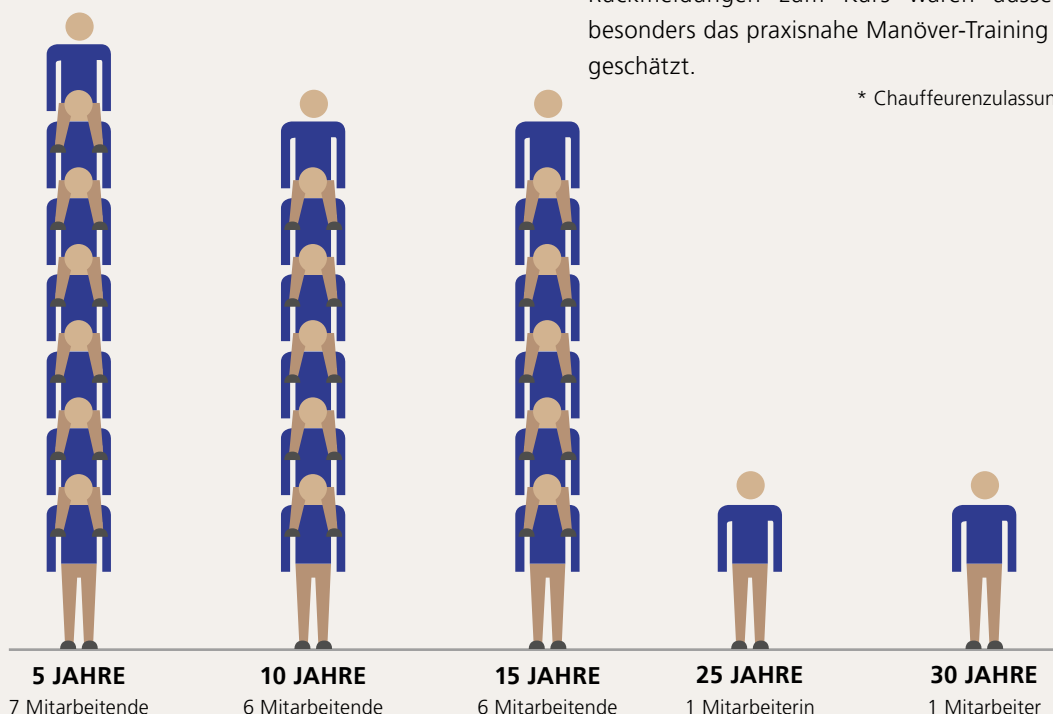 besonders das praxisnahe Manöver-Training
geschätzt.
* Chauffeurenzulassun
5 JAHRE
7 Mitarbeitende
10 JAHRE
6 Mitarbeitende
15 JAHRE
6 Mitarbeitende
25 JAHRE
1 Mitarbeiterin
30 JAHRE
1 Mitarbeiter